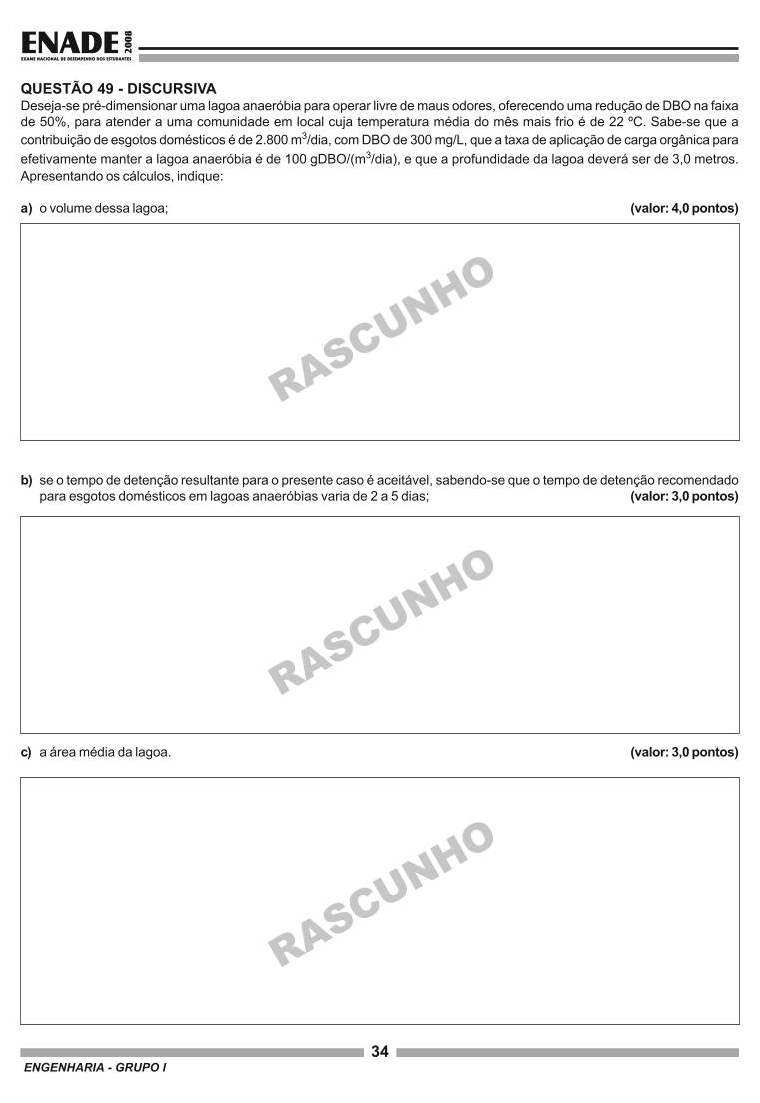 ENADE 2008
EXAME NACIONAL DE DESEMPENHO DOS ESTUDANTES
QUESTÃO 49 - DISCURSIVA
Deseja-se pré-dimensionar uma lagoa anaeróbia para operar livre de maus odores, oferecendo uma redução de DBO na faixa
de 50%, para atender a uma comunidade em local cuja temperatura média do mês mais frio é de 22 ºC. Sabe-se que a
contribuição de esgotos domésticos é de 2.800 m³/dia, com DBO de 300 mg/L, que a taxa de aplicação de carga orgânica para
efetivamente manter a lagoa anaeróbia é de 100 gDBO/(m³/dia), e que a profundidade da lagoa deverá ser de 3,0 metros.
Apresentando os cálculos, indique:
a) o volume dessa lagoa; (valor: 4,0 pontos)
RASCUNHO
b) se o tempo de detenção resultante para o presente caso é aceitável, sabendo-se que o tempo de detenção recomendado
para esgotos domésticos em lagoas anaeróbias varia de 2 a 5 dias; (valor: 3,0 pontos)
RASCUNHO
c) a área média da lagoa. (valor: 3,0 pontos)
RASCUNHO
34
ENGENHARIA - GRUPO I